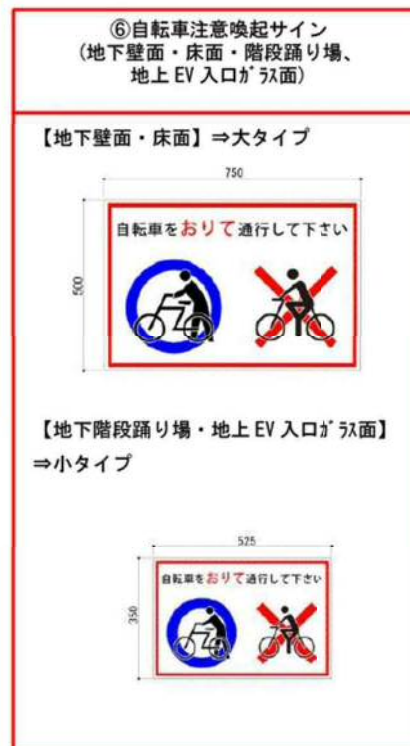 ⑥自転車注意喚起サイン
(地下壁面・床面・階段踊り場、
地上 EV 入口ｶﾞﾗｽ面)
【地下壁面・床面】⇒大タイプ
750
500
自転車をおりて通行して下さい
【地下階段踊り場・地上 EV 入口ｶﾞﾗｽ面】
⇒小タイプ
525
350
自転車をおりて通行して下さい